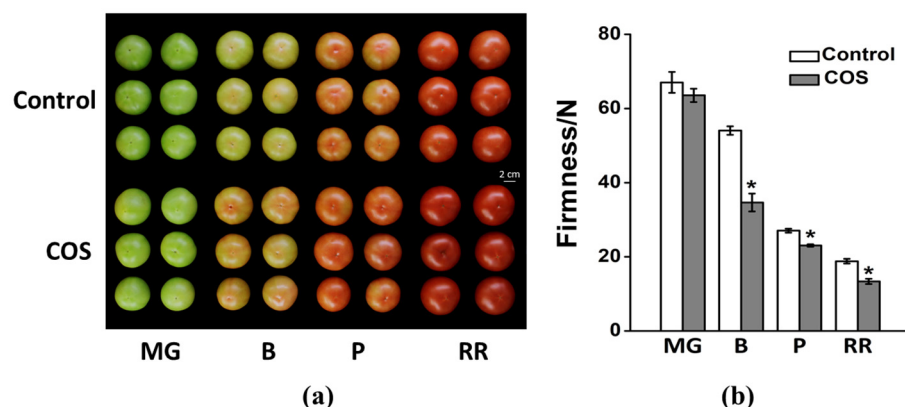 Control
COS
2 cm
MG B P RR
(a)
Firmness/N
80
60
40
20
0
Control
COS
*
*
*
MG B P RR
(b)